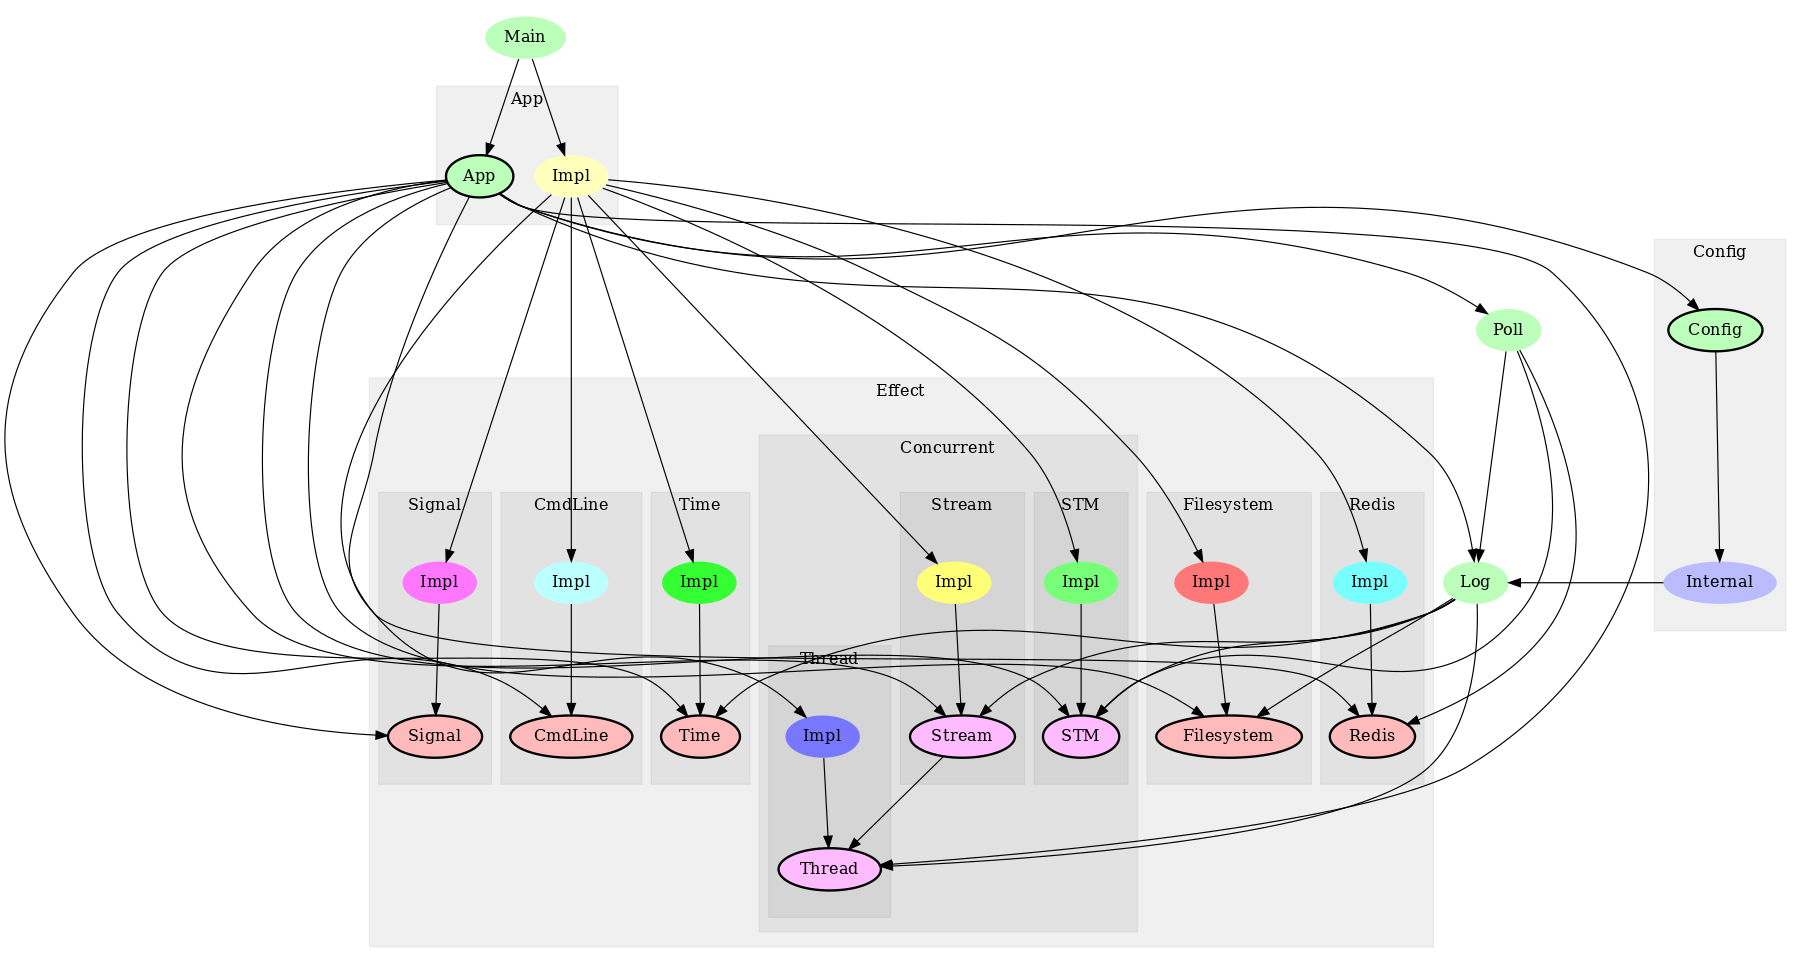 Main
App
App
Impl
Config
Poll
Config
Effect
Concurrent
Signal
CmdLine
Time
Stream
STM
Filesystem
Redis
Impl
Impl
Impl
Impl
Impl
Impl
Impl
Log
Internal
Thread
Signal
CmdLine
Time
Impl
Stream
STM
Filesystem
Redis
Thread